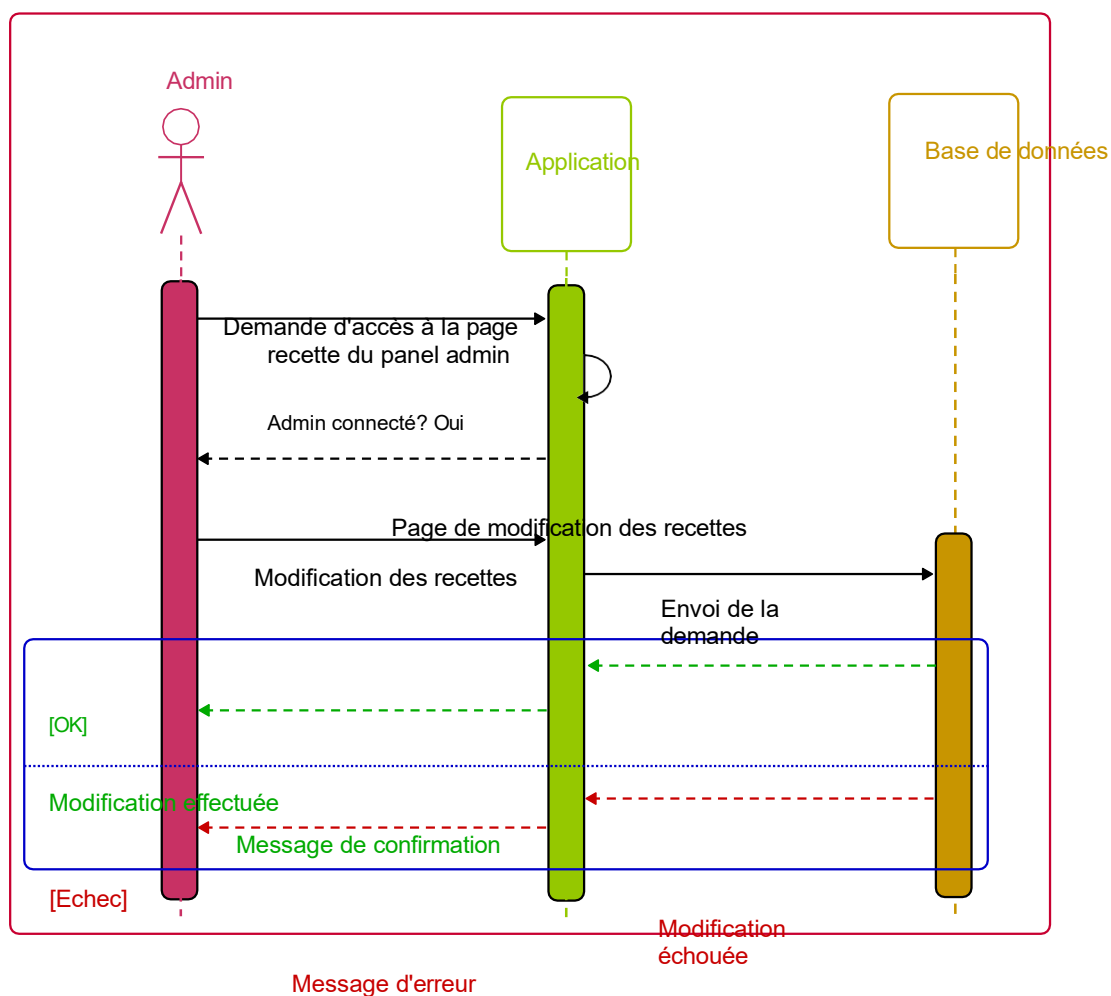 Admin
Application
Base de données
Demande d'accès à la page
recette du panel admin
Admin connecté? Oui
Page de modification des recettes
Modification des recettes
Envoi de la
demande
[OK]
Modification effectuée
Message de confirmation
[Echec]
Modification
échouée
Message d'erreur